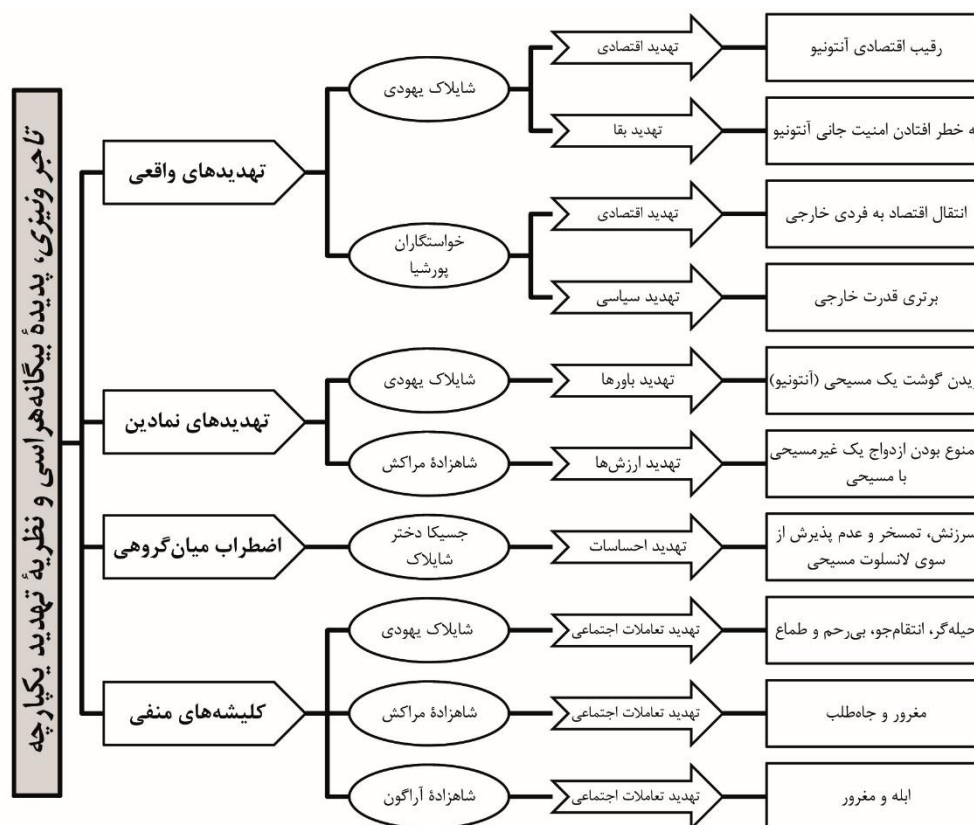 تاجر ونیزی، پدیدهٔ بیگانه‌هراسی و نظریهٔ تهدید یکپارچه
تهدیدهای واقعی
شایلاک یهودی
تهدید اقتصادی
رقیب اقتصادی آنتونیو
تهدید بقا
ه خطر افتادن امنیت جانی آنتونیو
خواستگاران
پورشیا
تهدید اقتصادی
انتقال اقتصاد به فردی خارجی
تهدید سیاسی
برتری قدرت خارجی
تهدیدهای نمادین
شایلاک یهودی
تهدید باورها
ریدن گوشت یک مسیحی (آنتونیو)
شاهزادهٔ مراکش
تهدید ارزش‌ها
منوع بودن ازدواج یک غیرمسیحی
با مسیحی
اضطراب میان‌گروهی
جسیکا دختر
شایلاک
تهدید احساسات
سرزنش، تمسخر و عدم پذیرش از
سوی لانسلوت مسیحی
کلیشه‌های منفی
شایلاک یهودی
تهدید تعاملات اجتماعی
حیله‌گر، انتقام‌جو، بی‌رحم و طماع
شاهزادهٔ مراکش
تهدید تعاملات اجتماعی
مغرور و جاه‌طلب
شاهزادهٔ آراگون
تهدید تعاملات اجتماعی
ابله و مغرور